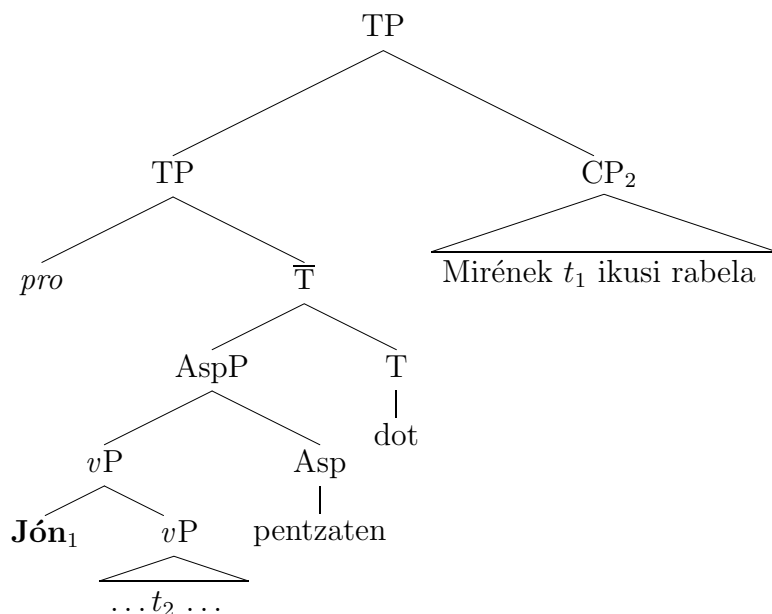 TP
TP CP₂
pro T̅ Mirének t₁ ikusi rabela
AspP T
vP Asp dot
Jón₁ vP pentzaten
… t₂ …